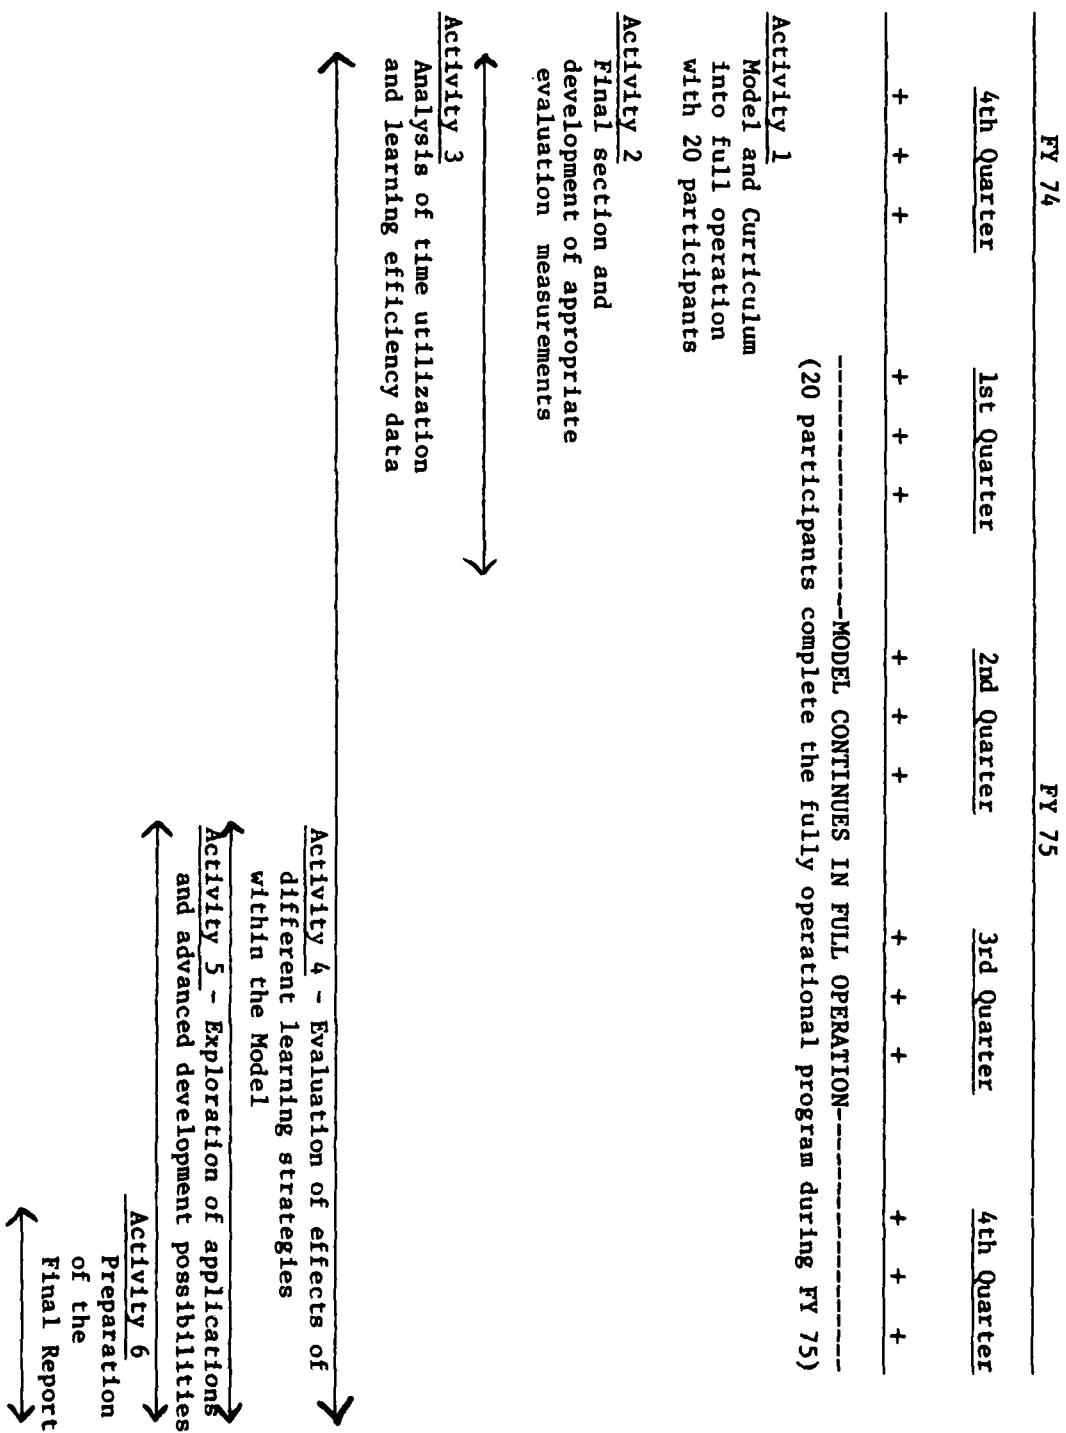 FY 74
FY 75
4th Quarter
1st Quarter
2nd Quarter
3rd Quarter
4th Quarter
+ + + + + + + + + + + + + + +
--------------------MODEL CONTINUES IN FULL OPERATION--------------------
(20 participants complete the fully operational program during FY 75)
Activity 1
Model and Curriculum
into full operation
with 20 participants
Activity 2
Final section and
development of appropriate
evaluation measurements
Activity 3
Analysis of time utilization
and learning efficiency data
Activity 4 - Evaluation of effects of
different learning strategies
within the Model
Activity 5 - Exploration of applications
and advanced development possibilities
Activity 6
Preparation
of the
Final Report